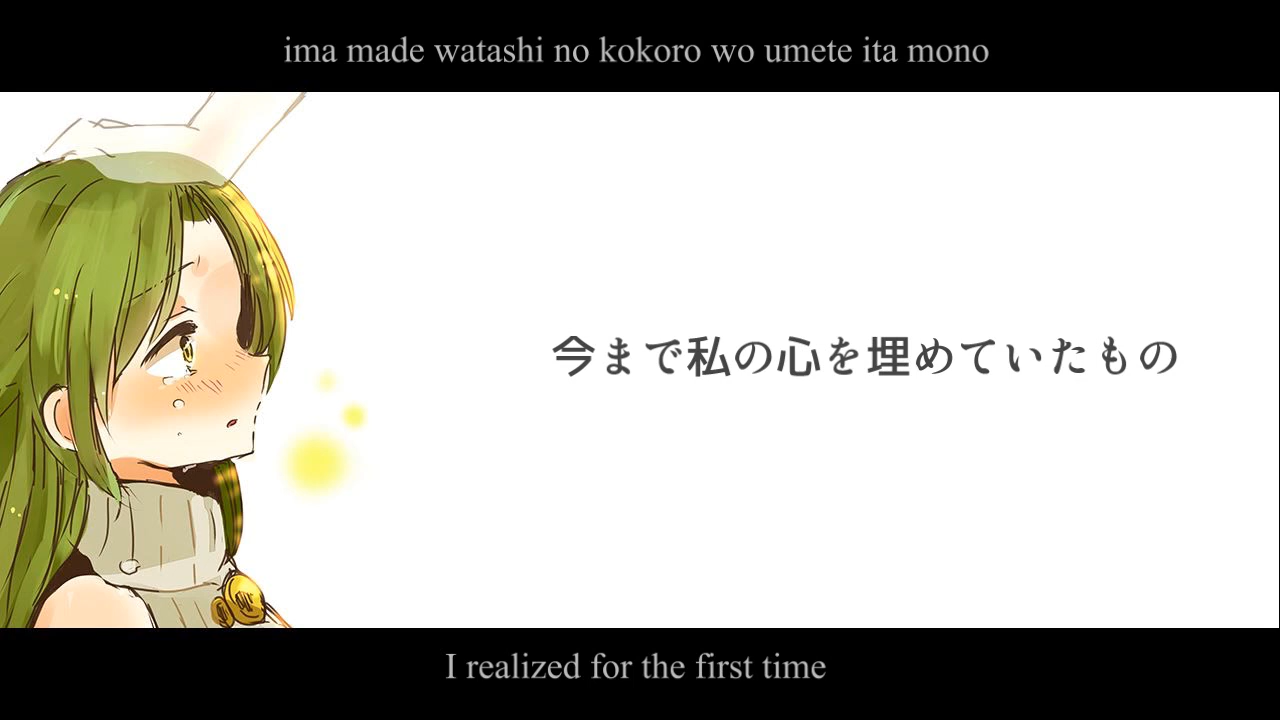 ima made watashi no kokoro wo umete ita mono
今まで私の心を埋めていたもの
I realized for the first time